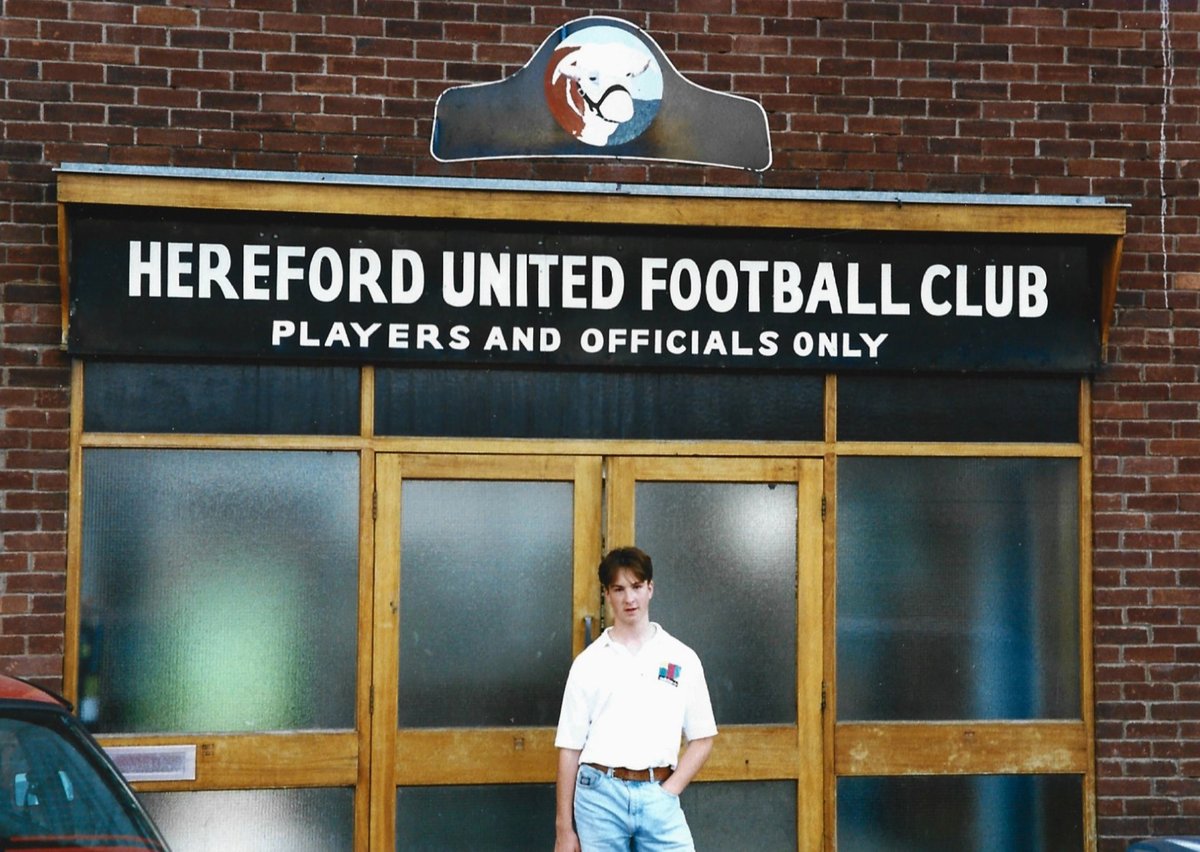 HEREFORD UNITED FOOTBALL CLUB
PLAYERS AND OFFICIALS ONLY